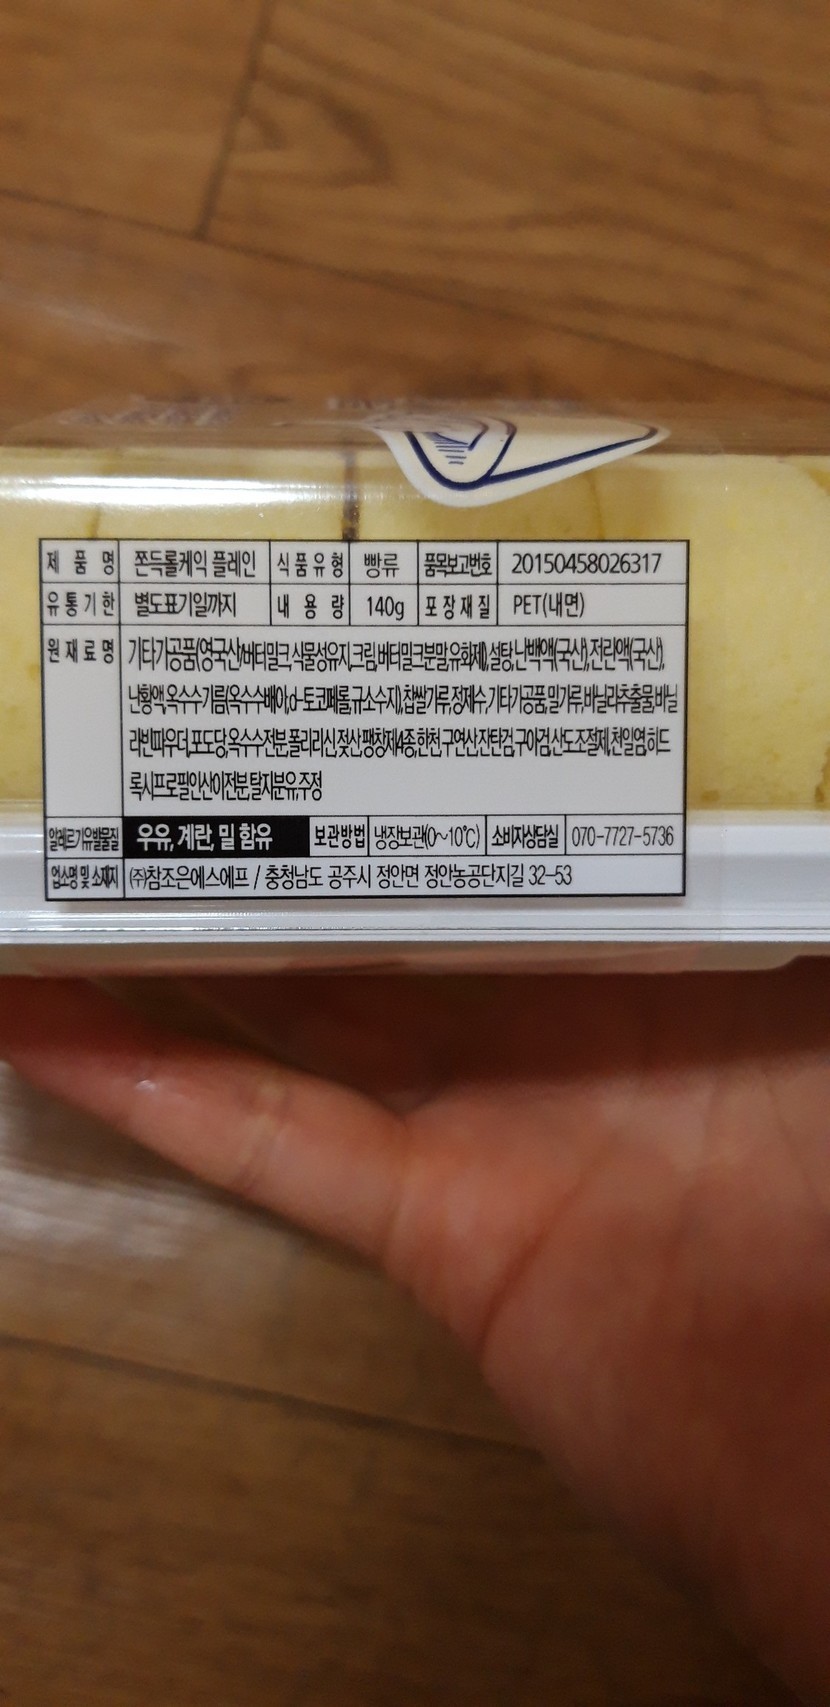 제 품 명 쫀득롤케익 플레인 식품유형 빵류 품목보고번호 20150458026317
유통기한 별도표기일까지 내 용 량 140g 포장재질 PET(내면)
원재료명 기타가공품(영국산/버터밀크,식물성유지,크림,버터밀크분말,유화제),설탕,난백액(국산),전란액(국산),
난황액,옥수수기름(옥수수배아,d-토코페롤,규소수지),찹쌀가루,정제수,기타가공품,밀가루,바닐라추출물,바닐
라빈파우더,포도당,옥수수전분,폴리리신,젖산,팽창제4종,한천,구연산,잔탄검,구아검,산도조절제,천일염,히드
록시프로필인산이전분,탈지분유,주정
알레르기유발물질 우유, 계란, 밀 함유 보관방법 냉장보관(0~10℃) 소비자상담실 070-7727-5736
업소명 및 소재지 ㈜참조은에스에프 / 충청남도 공주시 정안면 정안농공단지길 32-53